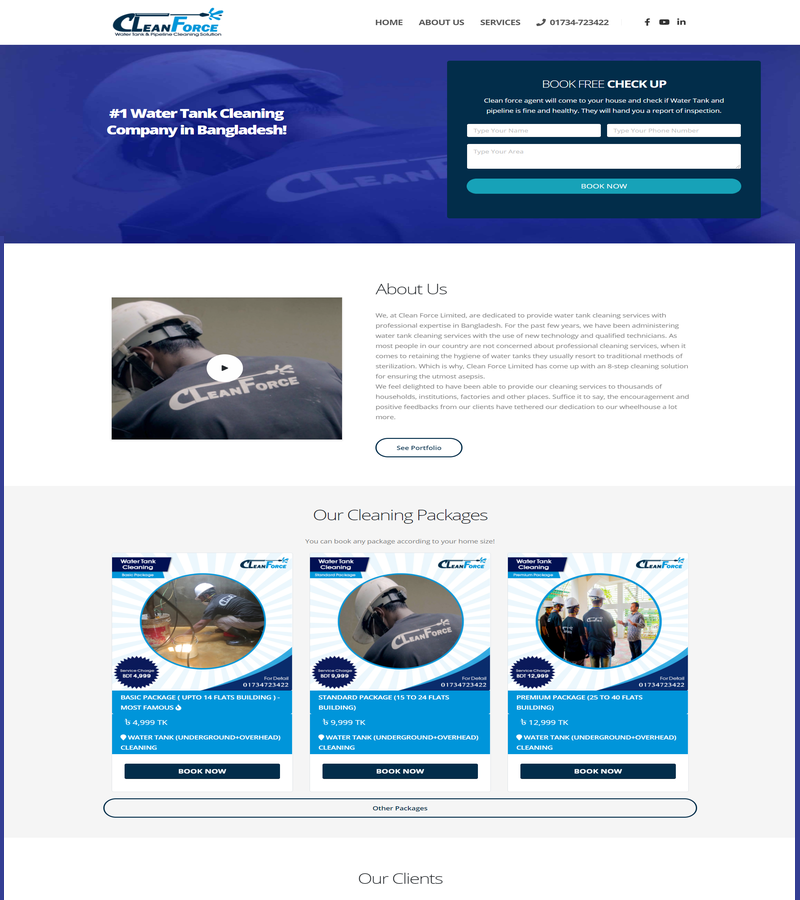 CLEANFORCE
Water Tank & Pipeline Cleaning Solution
HOME ABOUT US SERVICES 01734-723422
#1 Water Tank Cleaning
Company in Bangladesh!
CLEANFORCE
BOOK FREE CHECK UP
Clean force agent will come to your house and check if Water Tank and
pipeline is fine and healthy. They will hand you a report of inspection.
Type Your Name
Type Your Phone Number
Type Your Area
BOOK NOW
CLEANFORCE
About Us
We, at Clean Force Limited, are dedicated to provide water tank cleaning services with
professional expertise in Bangladesh. For the past few years, we have been administering
water tank cleaning services with the use of new technology and qualified technicians. As
most people in our country are not concerned about professional cleaning services, when it
comes to retaining the hygiene of water tanks they usually resort to traditional methods of
sterilization. Which is why, Clean Force Limited has come up with an 8-step cleaning solution
for ensuring the utmost asepsis.
We feel delighted to have been able to provide our cleaning services to thousands of
households, institutions, factories and other places. Suffice it to say, the encouragement and
positive feedbacks from our clients have tethered our dedication to our wheelhouse a lot
more.
See Portfolio
Our Cleaning Packages
You can book any package according to your home size!
Water Tank
Cleaning
Basic Package
CLEANFORCE
Service Charge
BDT 4,999
For Detail
01734723422
BASIC PACKAGE ( UPTO 14 FLATS BUILDING ) -
MOST FAMOUS
৳ 4,999 TK
WATER TANK (UNDERGROUND+OVERHEAD)
CLEANING
BOOK NOW
Water Tank
Cleaning
Standard Package
CLEANFORCE
CLEANFORCE
Service Charge
BDT 9,999
For Detail
01734723422
STANDARD PACKAGE (15 TO 24 FLATS
BUILDING)
৳ 9,999 TK
WATER TANK (UNDERGROUND+OVERHEAD)
CLEANING
BOOK NOW
Water Tank
Cleaning
Premium Package
CLEANFORCE
Service Charge
BDT 12,999
For Detail
01734723422
PREMIUM PACKAGE (25 TO 40 FLATS
BUILDING)
৳ 12,999 TK
WATER TANK (UNDERGROUND+OVERHEAD)
CLEANING
BOOK NOW
Other Packages
Our Clients